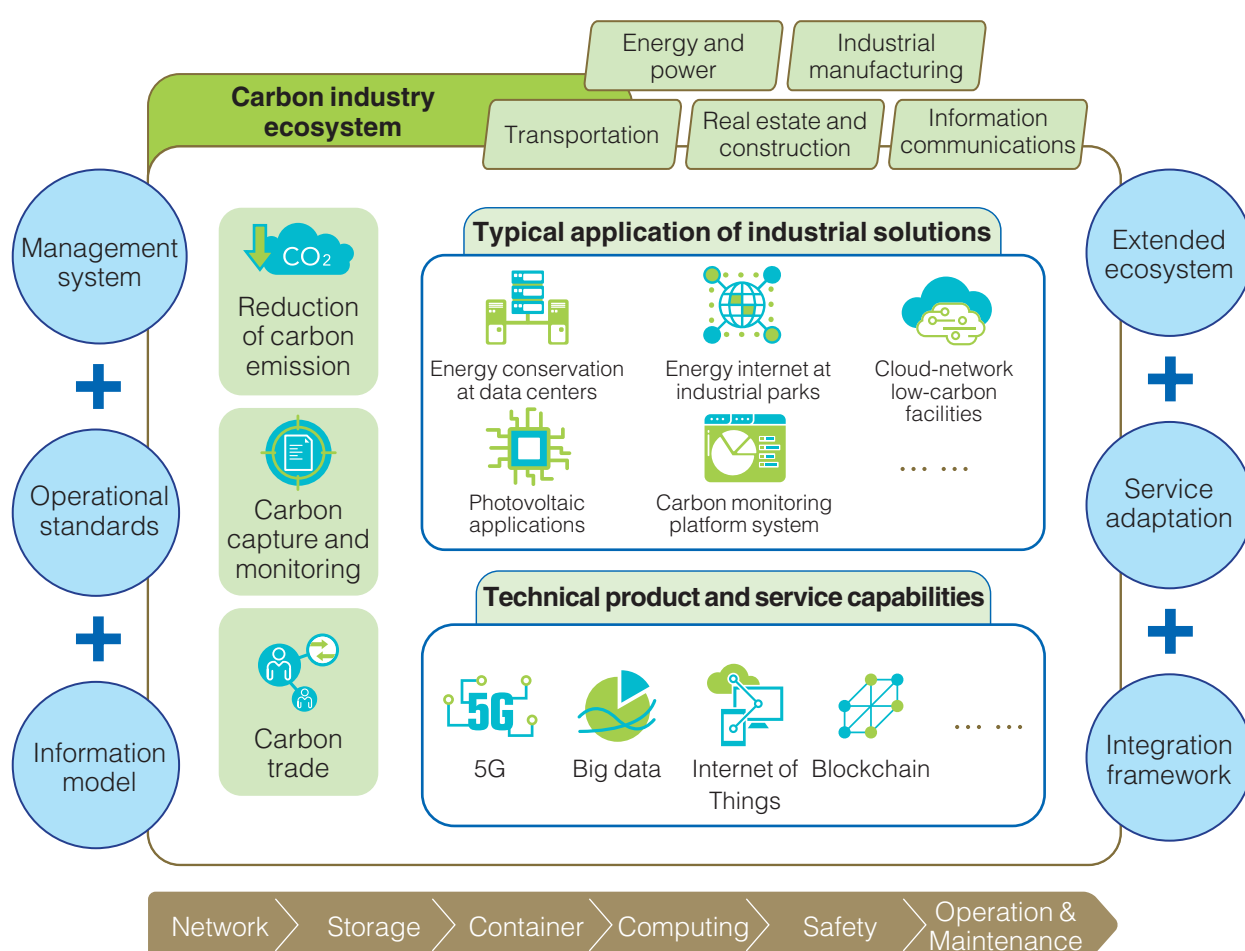 Energy and
power
Industrial
manufacturing
Carbon industry
ecosystem
Transportation
Real estate and
construction
Information
communications
Management
system
Operational
standards
Information
model
CO₂
Reduction
of carbon
emission
Carbon
capture and
monitoring
Carbon
trade
Typical application of industrial solutions
Energy conservation
at data centers
Energy internet at
industrial parks
Cloud-network
low-carbon
facilities
Photovoltaic
applications
Carbon monitoring
platform system
... ...
Technical product and service capabilities
5G
5G
Big data
Internet of
Things
Blockchain
... ...
Extended
ecosystem
Service
adaptation
Integration
framework
Network
Storage
Container
Computing
Safety
Operation &
Maintenance